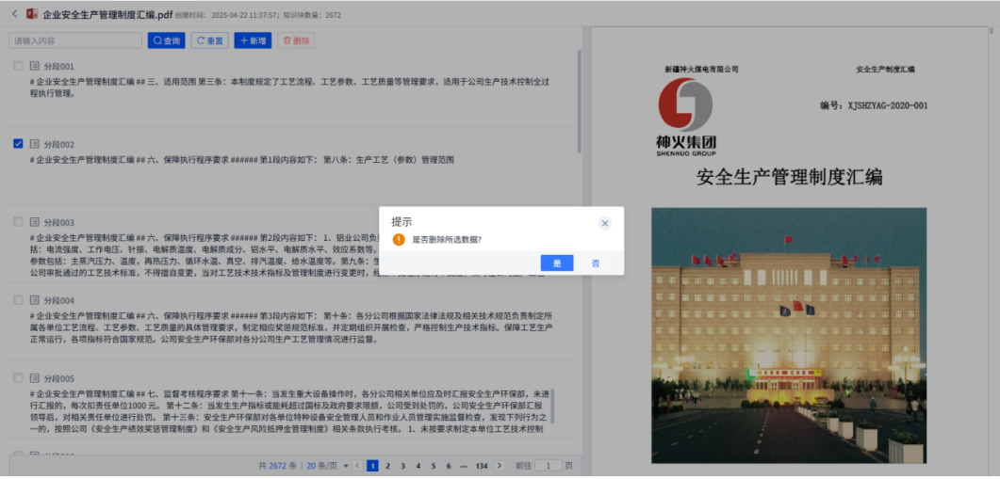 企业安全生产管理制度汇编.pdf 创建时间： 2025-04-22 11:37:57；知识块数量：2672
请输入内容 查询 重置 新增 删除
分段001
# 企业安全生产管理制度汇编 ## 三、适用范围 第三条：本制度规定了工艺流程、工艺参数、工艺质量等管理要求，适用于公司生产技术控制全过
程执行管理。
分段002
# 企业安全生产管理制度汇编 ## 六、保障执行程序要求 ###### 第1段内容如下： 第八条：生产工艺（参数）管理范围
分段003
# 企业安全生产管理制度汇编 ## 六、保障执行程序要求 ###### 第2段内容如下： 1、铝业公司负
括：电流强度、工作电压、针振、电解质温度、电解质成分、铝水平、电解质水平、效应系数等。
参数包括：主蒸汽压力、温度，再热压力、循环水温、真空、排汽温度、给水温度等。第九条：生
公司审批通过的工艺技术标准，不得擅自变更，当对工艺技术技术指标及管理制度进行变更时，经
分段004
# 企业安全生产管理制度汇编 ## 六、保障执行程序要求 ###### 第3段内容如下： 第十条：各分公司根据国家法律法规及相关技术规范负责制定所
属各单位工艺流程、工艺参数、工艺质量的具体管理要求，制定相应奖惩规范标准，并定期组织开展检查，严格控制生产技术指标。保障工艺生产
正常运行，各项指标符合国家规范。公司安全生产环保部对各分公司生产工艺管理情况进行监督。
分段005
# 企业安全生产管理制度汇编 ## 七、监督考核程序要求 第十一条：当发生重大设备操作时，各分公司相关单位应及时汇报安全生产环保部，未进
行汇报的，每次扣责任单位1000 元。 第十二条：当发生生产指标或能耗超过国标及政府要求限额，公司受到处罚的，公司安全生产环保部汇报
领导后，对相关责任单位进行处罚。 第十三条：安全生产环保部对各单位特种设备安全管理人员和作业人员管理实施监督检查，发现下列行为之
一的，按照公司《安全生产绩效奖惩管理制度》和《安全生产风险抵押金管理制度》相关条款执行考核。 1、未按要求制定本单位工艺技术控制
共 2672 条 20 条/页 1 2 3 4 5 6 ... 134 前往 1 页
提示
是否删除所选数据?
是 否
新疆神火煤电有限公司 安全生产制度汇编
编号：XJSHZYAG-2020-001
神火集团
SHENHUO GROUP
安全生产管理制度汇编